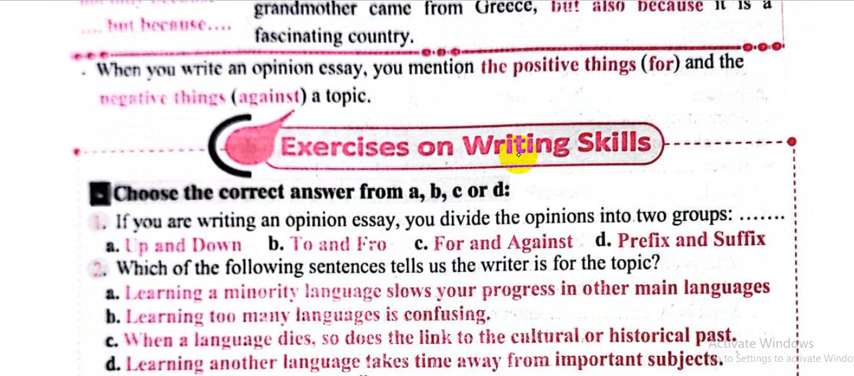 grandmother came from Greece, but also because it is a
.... but because.... fascinating country.
- When you write an opinion essay, you mention the positive things (for) and the
negative things (against) a topic.
Exercises on Writing Skills
Choose the correct answer from a, b, c or d:
1. If you are writing an opinion essay, you divide the opinions into two groups: .......
a. Up and Down b. To and Fro c. For and Against d. Prefix and Suffix
2. Which of the following sentences tells us the writer is for the topic?
a. Learning a minority language slows your progress in other main languages
b. Learning too many languages is confusing.
c. When a language dies, so does the link to the cultural or historical past.
d. Learning another language takes time away from important subjects.
Activate Windows
to Settings to activate Windo